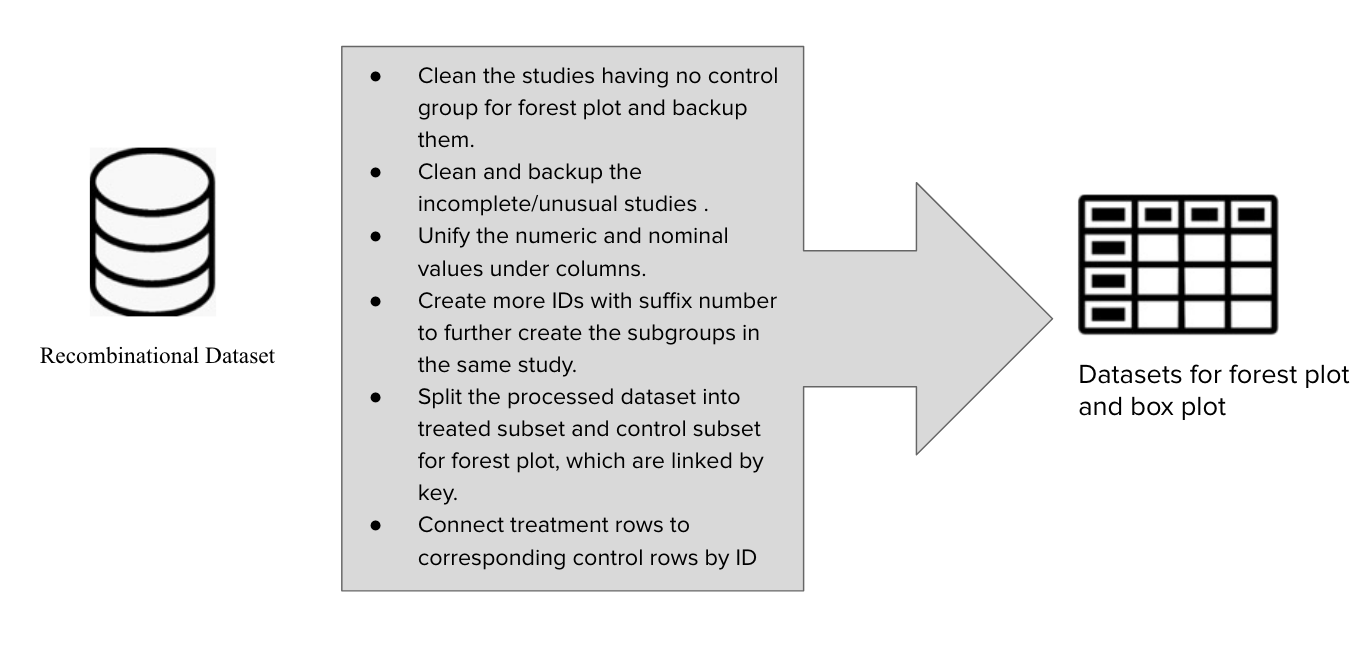 ● Clean the studies having no control
group for forest plot and backup
them.
● Clean and backup the
incomplete/unusual studies .
● Unify the numeric and nominal
values under columns.
● Create more IDs with suffix number
to further create the subgroups in
the same study.
● Split the processed dataset into
treated subset and control subset
for forest plot, which are linked by
key.
● Connect treatment rows to
corresponding control rows by ID
Recombinational Dataset
Datasets for forest plot
and box plot